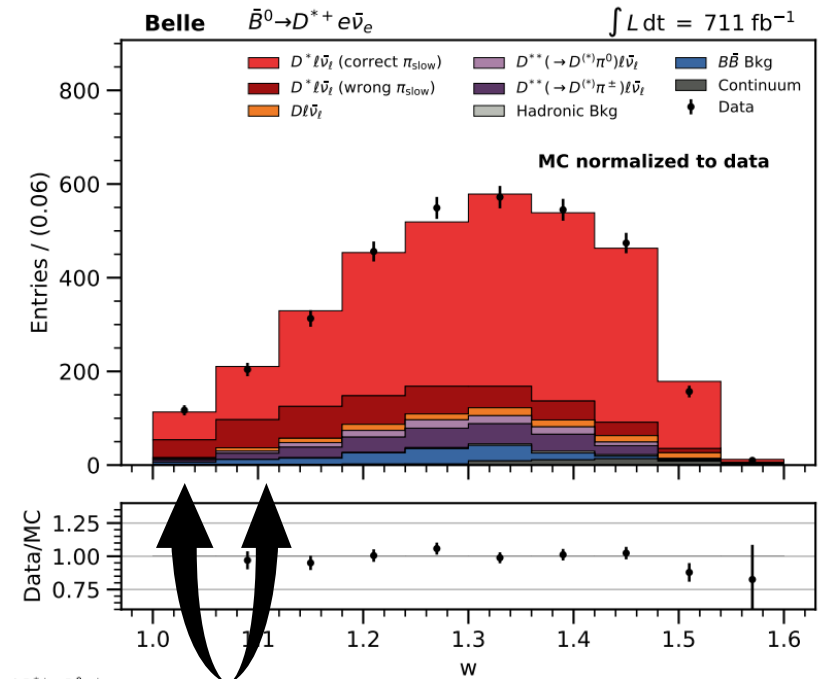 Belle B̄⁰→D*⁺eν̄ₑ ∫L dt = 711 fb⁻¹
D*ℓν̄ℓ (correct πslow) D**(→D⁽*⁾π⁰)ℓν̄ℓ BB̄ Bkg
D*ℓν̄ℓ (wrong πslow) D**(→D⁽*⁾π±)ℓν̄ℓ Continuum
Dℓν̄ℓ Hadronic Bkg Data
MC normalized to data
Entries / (0.06)
800
600
400
200
0
Data/MC
1.25
1.00
0.75
1.0 1.2 1.3 1.4 1.5 1.6
w